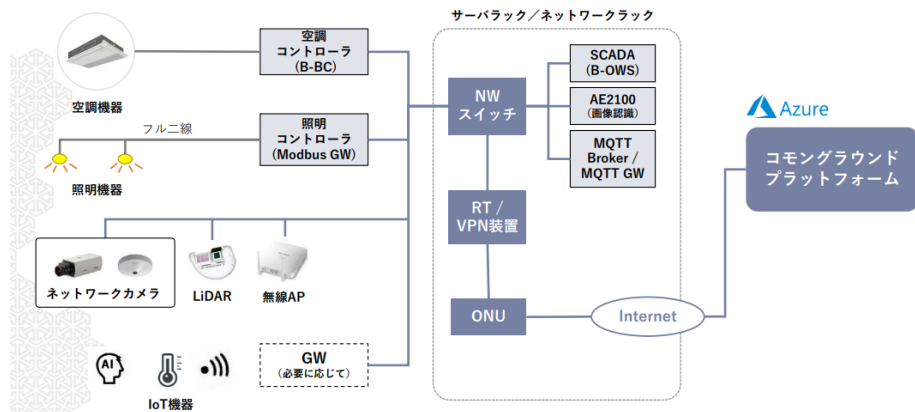 サーバラック／ネットワークラック
空調機器
空調
コントローラ
(B-BC)
フル二線
照明機器
照明
コントローラ
(Modbus GW)
ネットワークカメラ
LiDAR
無線AP
AI
IoT機器
GW
(必要に応じて)
NW
スイッチ
SCADA
(B-OWS)
AE2100
(画像認識)
MQTT
Broker /
MQTT GW
RT /
VPN装置
ONU
Internet
Azure
コモングラウンド
プラットフォーム